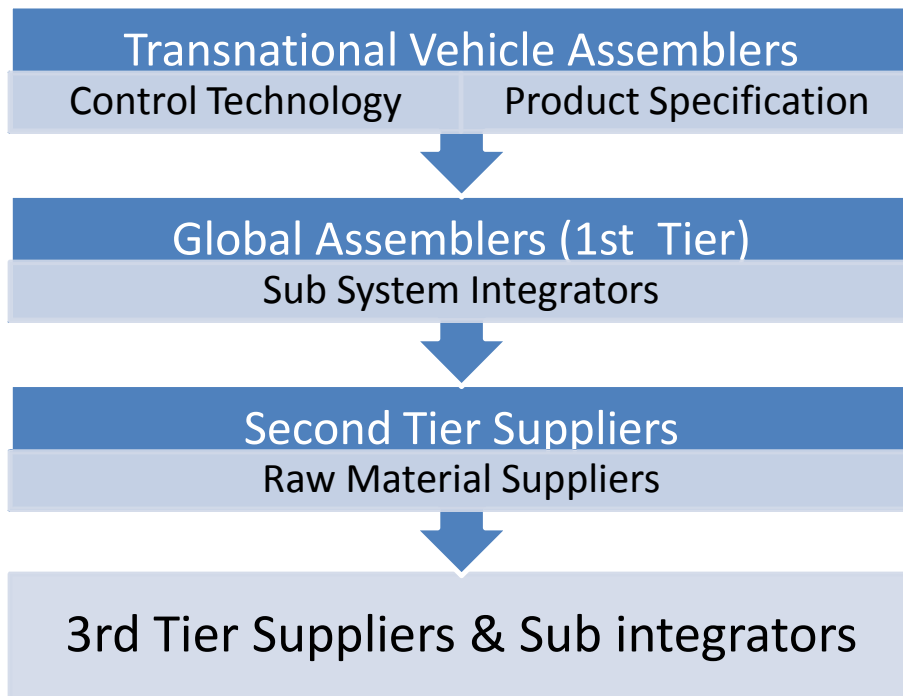 Transnational Vehicle Assemblers
Control Technology
Product Specification
Global Assemblers (1st Tier)
Sub System Integrators
Second Tier Suppliers
Raw Material Suppliers
3rd Tier Suppliers & Sub integrators